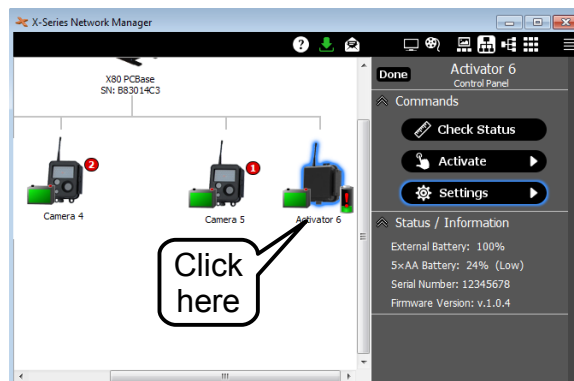 X-Series Network Manager
?
X80 PCBase
SN: B83014C3
2
Camera 4
1
Camera 5
!
Activator 6
Click
here
Done
Activator 6
Control Panel
Commands
Check Status
Activate
Settings
Status / Information
External Battery: 100%
5×AA Battery: 24% (Low)
Serial Number: 12345678
Firmware Version: v.1.0.4